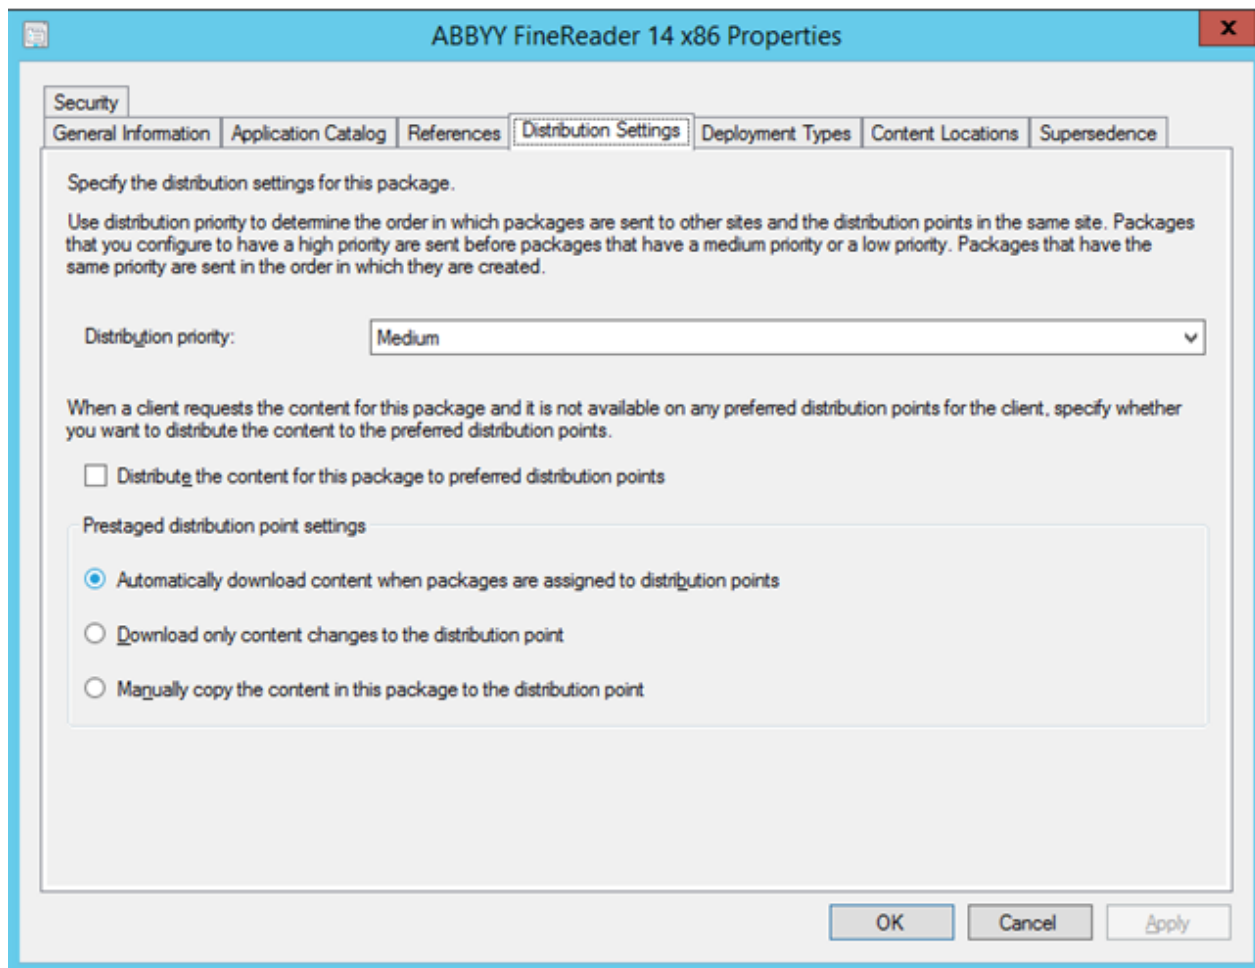 ABBYY FineReader 14 x86 Properties
x
Security
General Information Application Catalog References Distribution Settings Deployment Types Content Locations Supersedence
Specify the distribution settings for this package.
Use distribution priority to determine the order in which packages are sent to other sites and the distribution points in the same site. Packages
that you configure to have a high priority are sent before packages that have a medium priority or a low priority. Packages that have the
same priority are sent in the order in which they are created.
Distribution priority: Medium
When a client requests the content for this package and it is not available on any preferred distribution points for the client, specify whether
you want to distribute the content to the preferred distribution points.
Distribute the content for this package to preferred distribution points
Prestaged distribution point settings
Automatically download content when packages are assigned to distribution points
Download only content changes to the distribution point
Manually copy the content in this package to the distribution point
OK Cancel Apply